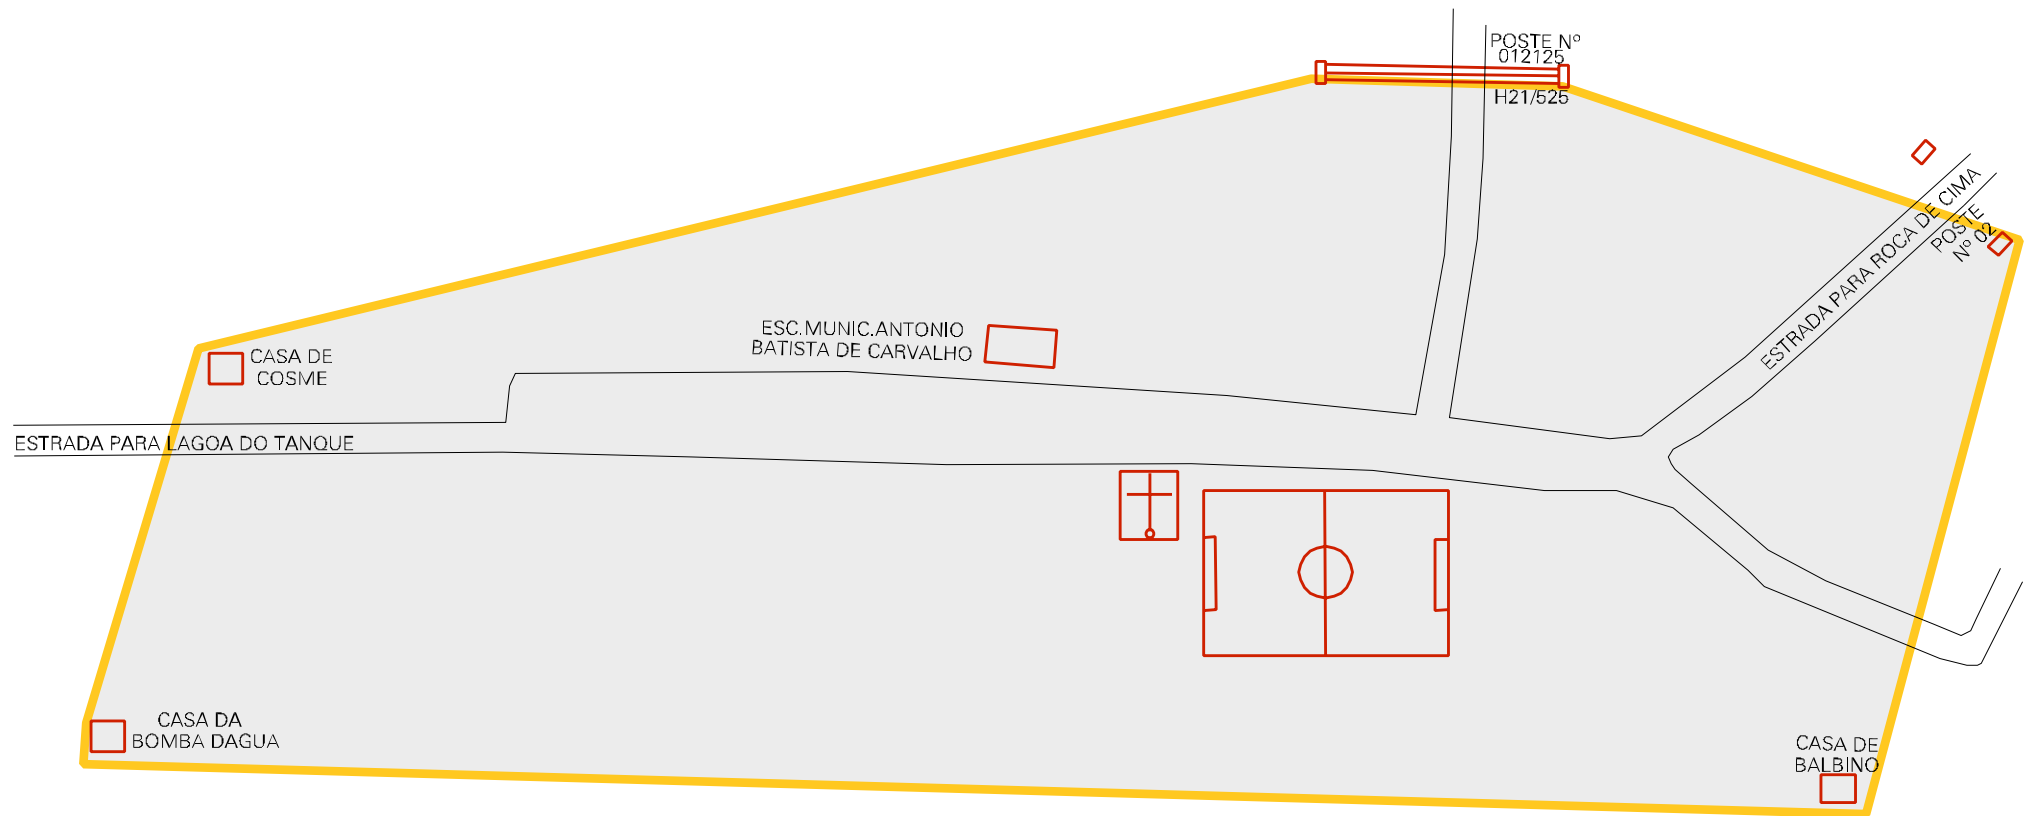 POSTE Nº
012125
H21/525
ESTRADA PARA ROCA DE CIMA
POSTE
Nº 02
ESC.MUNIC.ANTONIO
BATISTA DE CARVALHO
CASA DE
COSME
ESTRADA PARA LAGOA DO TANQUE
CASA DA
BOMBA DAGUA
CASA DE
BALBINO